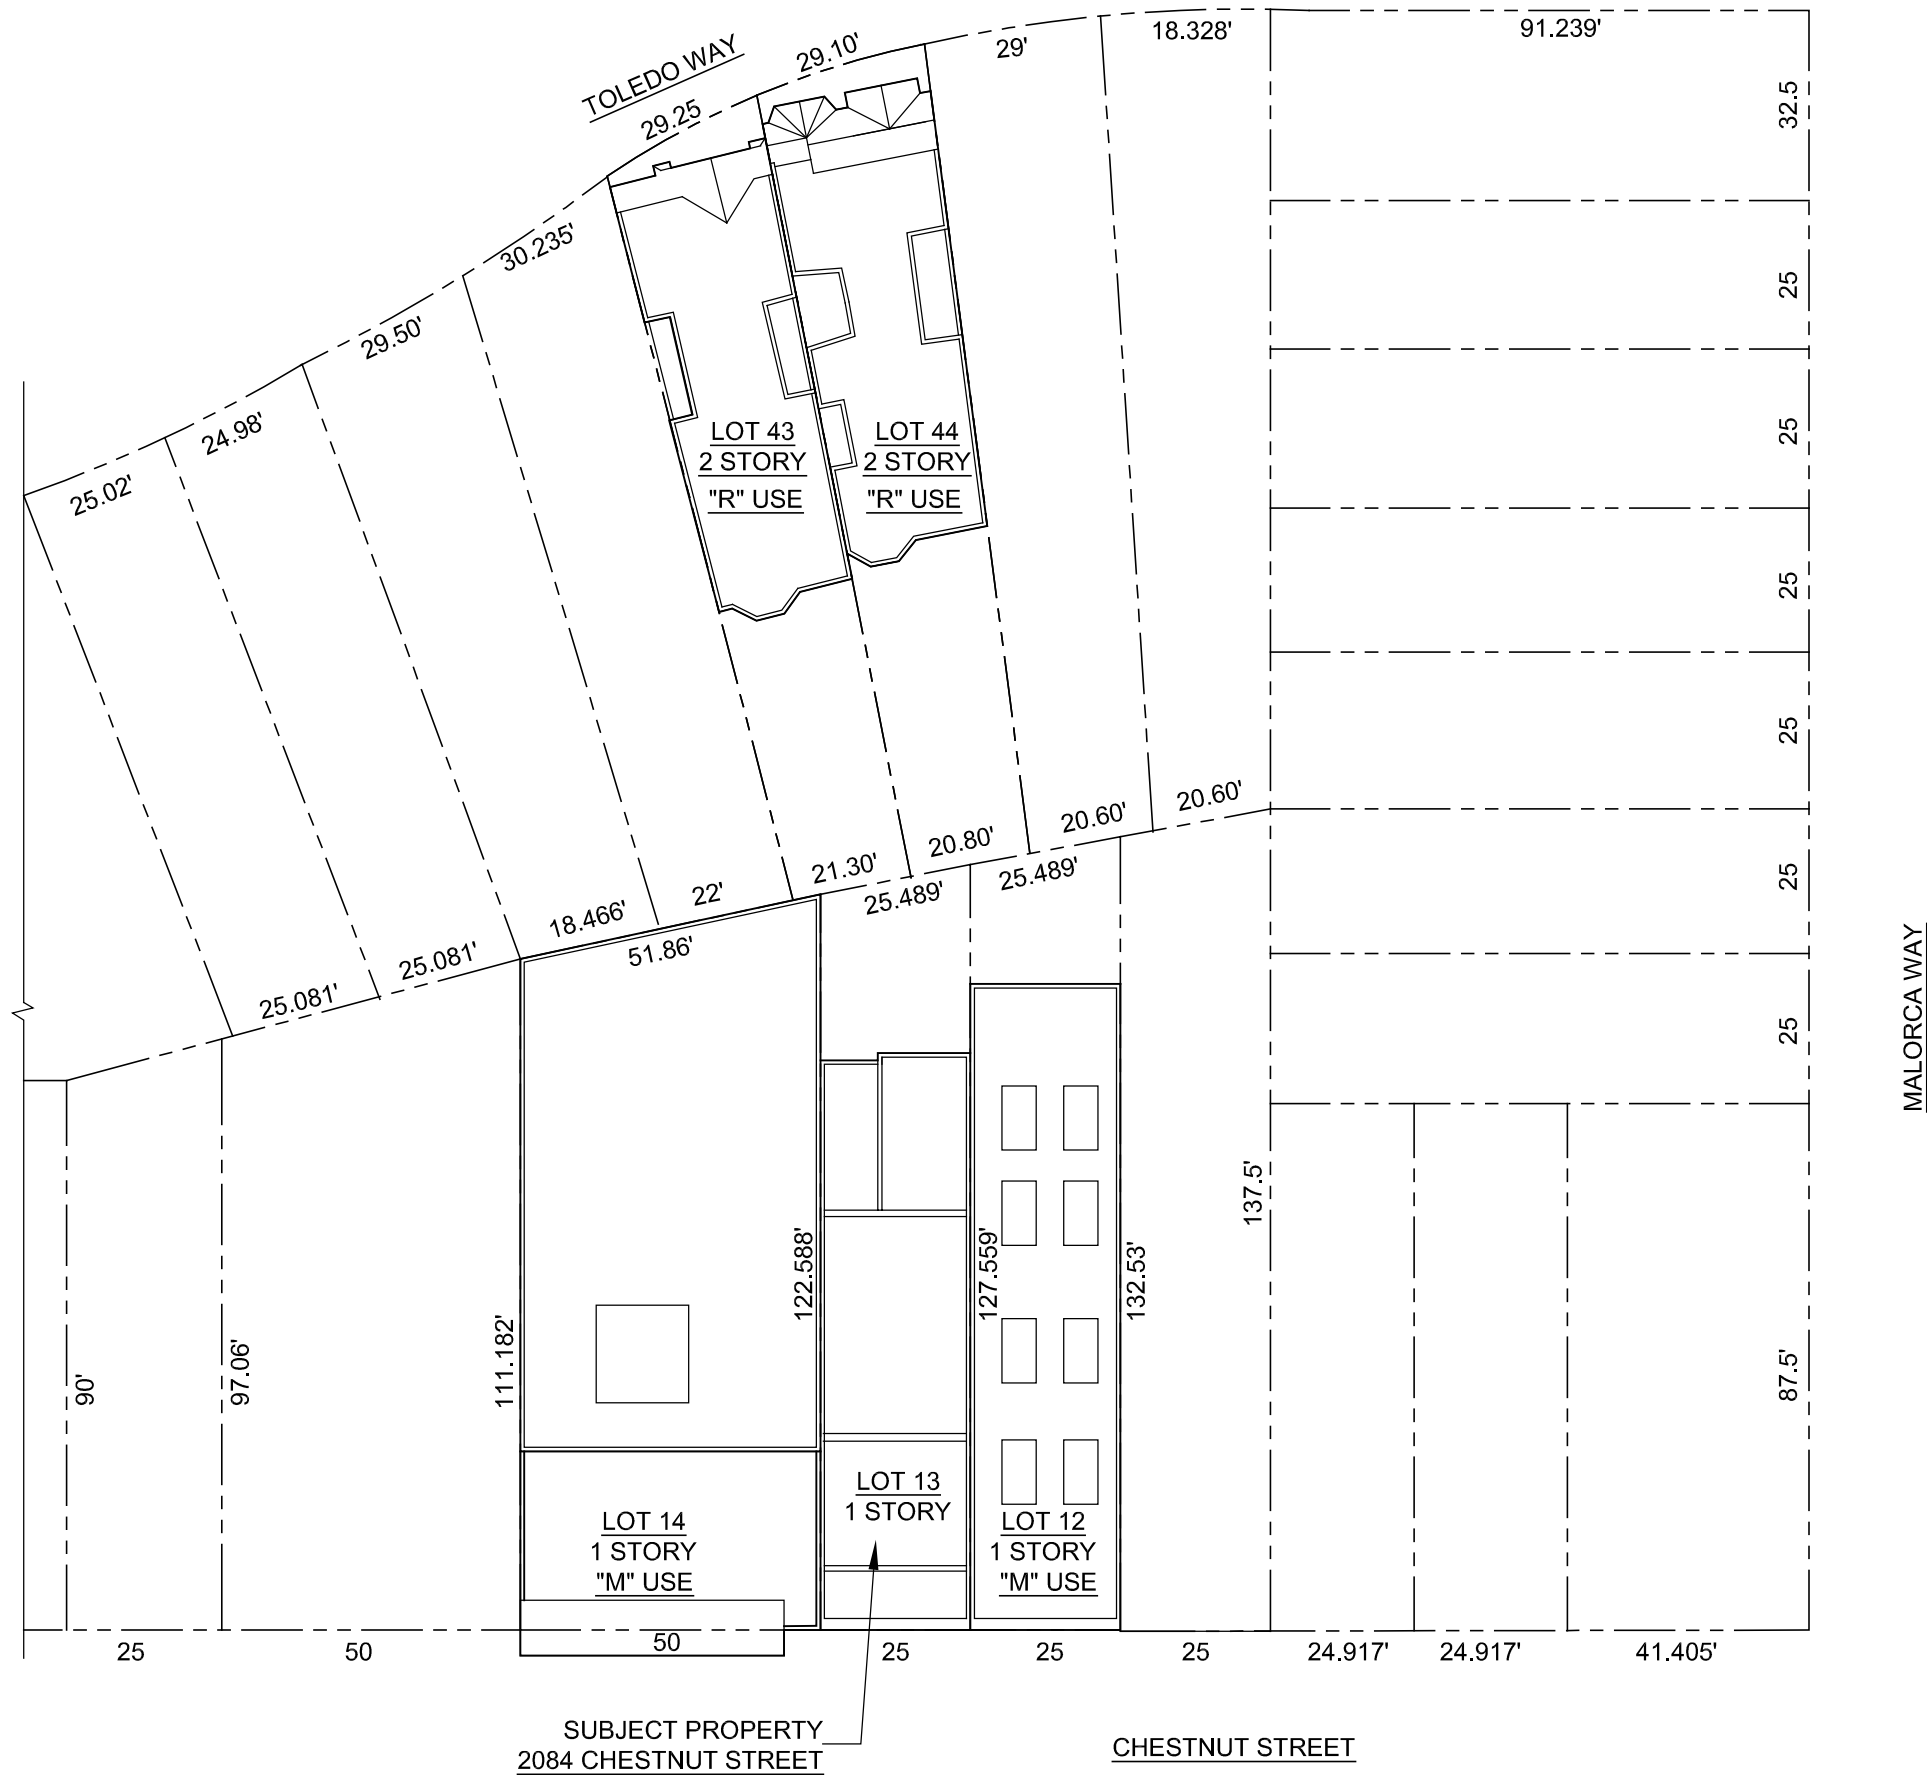 18.328'
91.239'
29.10'
29'
TOLEDO WAY
29.25
32.5
30.235'
25
29.50'
24.98'
25
LOT 43
2 STORY
"R" USE
LOT 44
2 STORY
"R" USE
25.02'
25
25
20.60'
20.60'
20.80'
21.30'
25.489'
25.489'
22'
18.466'
51.86'
25
25.081'
25.081'
25
MALORCA WAY
137.5'
122.588'
127.559'
132.53'
111.182'
97.06'
90'
87.5'
LOT 13
1 STORY
LOT 14
1 STORY
"M" USE
LOT 12
1 STORY
"M" USE
25
50
50
25
25
25
24.917'
24.917'
41.405'
SUBJECT PROPERTY
2084 CHESTNUT STREET
CHESTNUT STREET